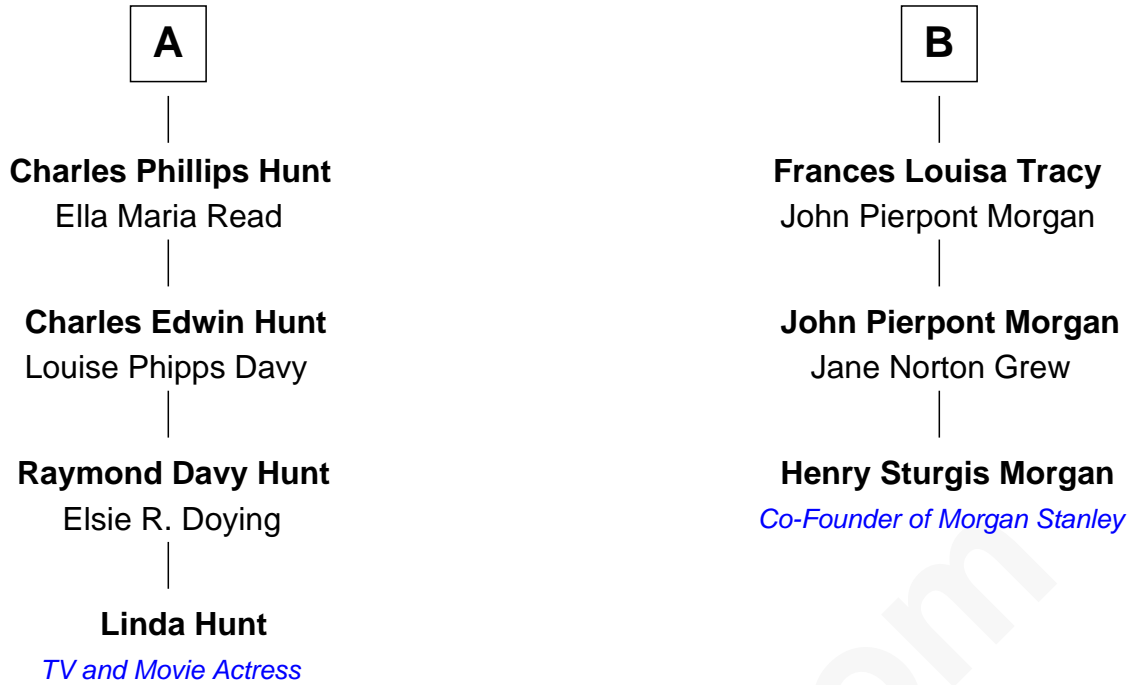 A
Charles Phillips Hunt
Ella Maria Read
Charles Edwin Hunt
Louise Phipps Davy
Raymond Davy Hunt
Elsie R. Doying
Linda Hunt
TV and Movie Actress
B
Frances Louisa Tracy
John Pierpont Morgan
John Pierpont Morgan
Jane Norton Grew
Henry Sturgis Morgan
Co-Founder of Morgan Stanley
om